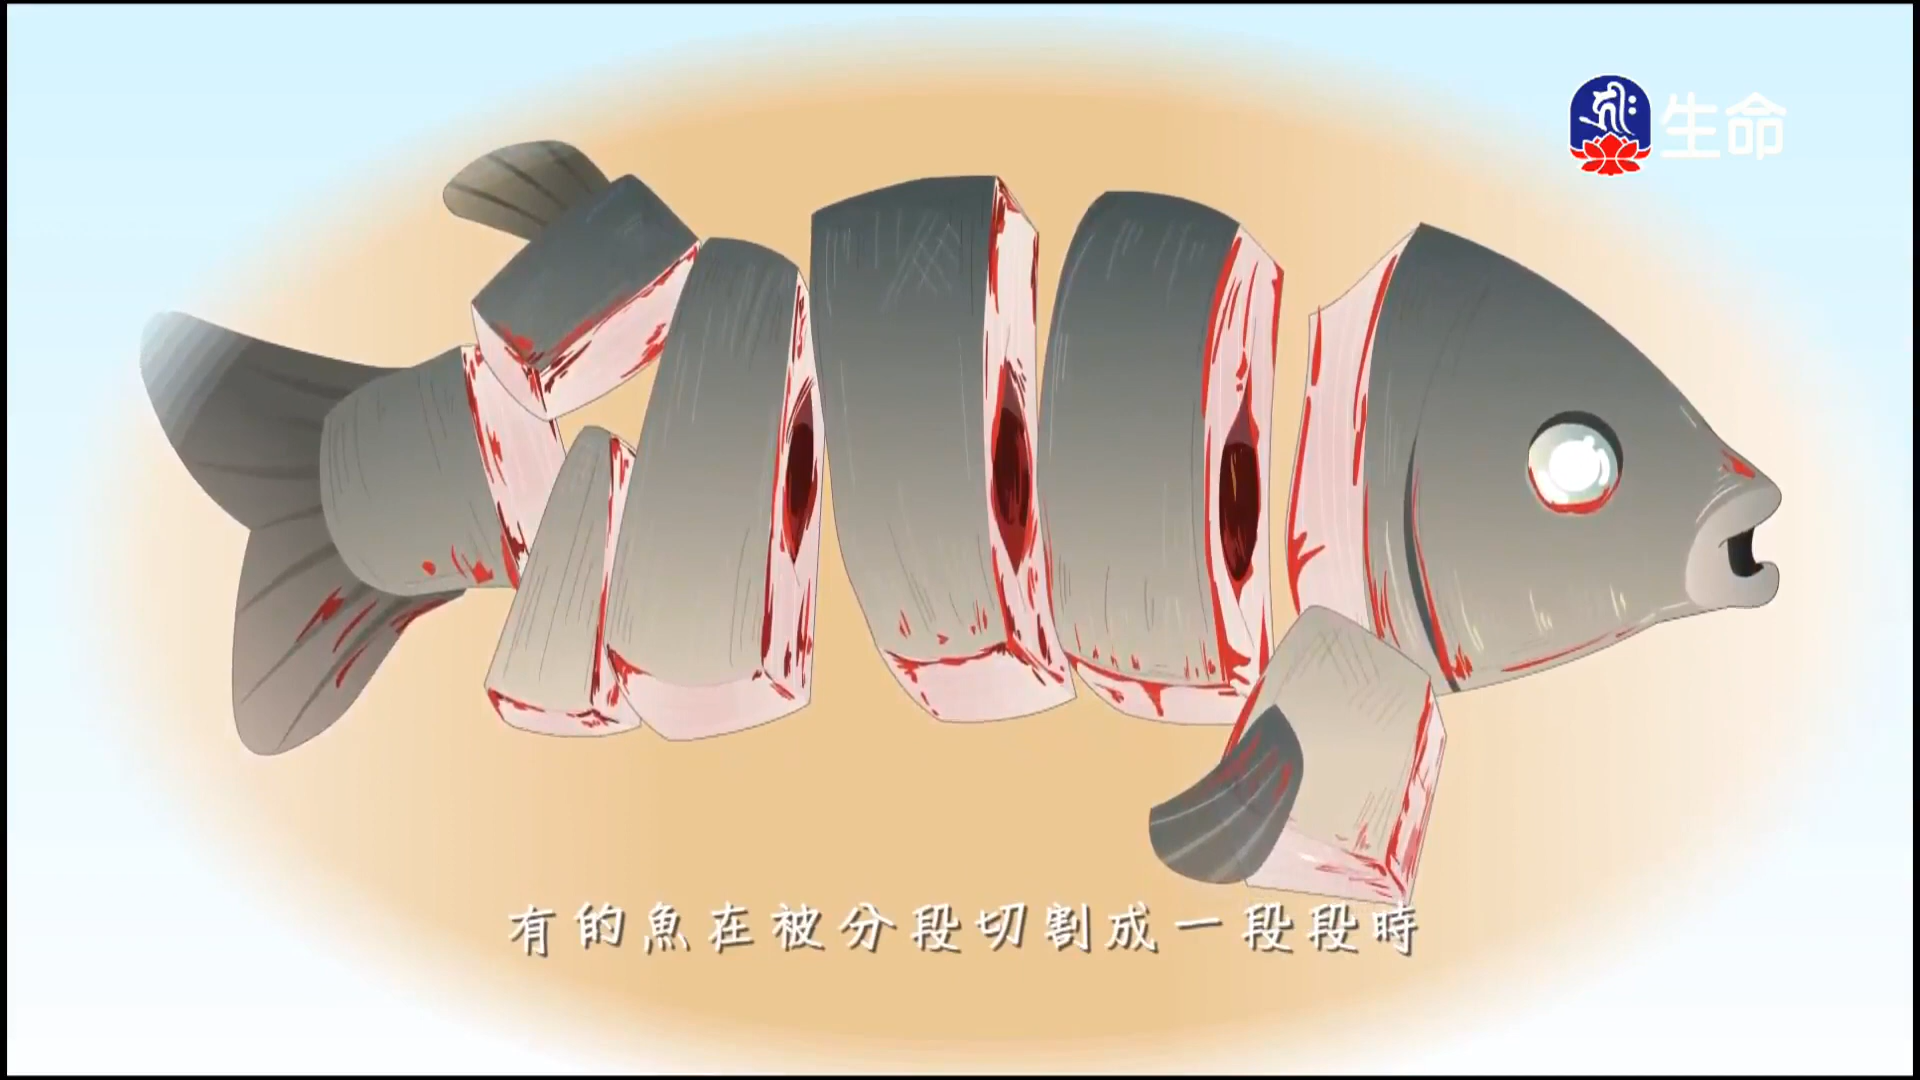 生命
有的魚在被分段切割成一段段時